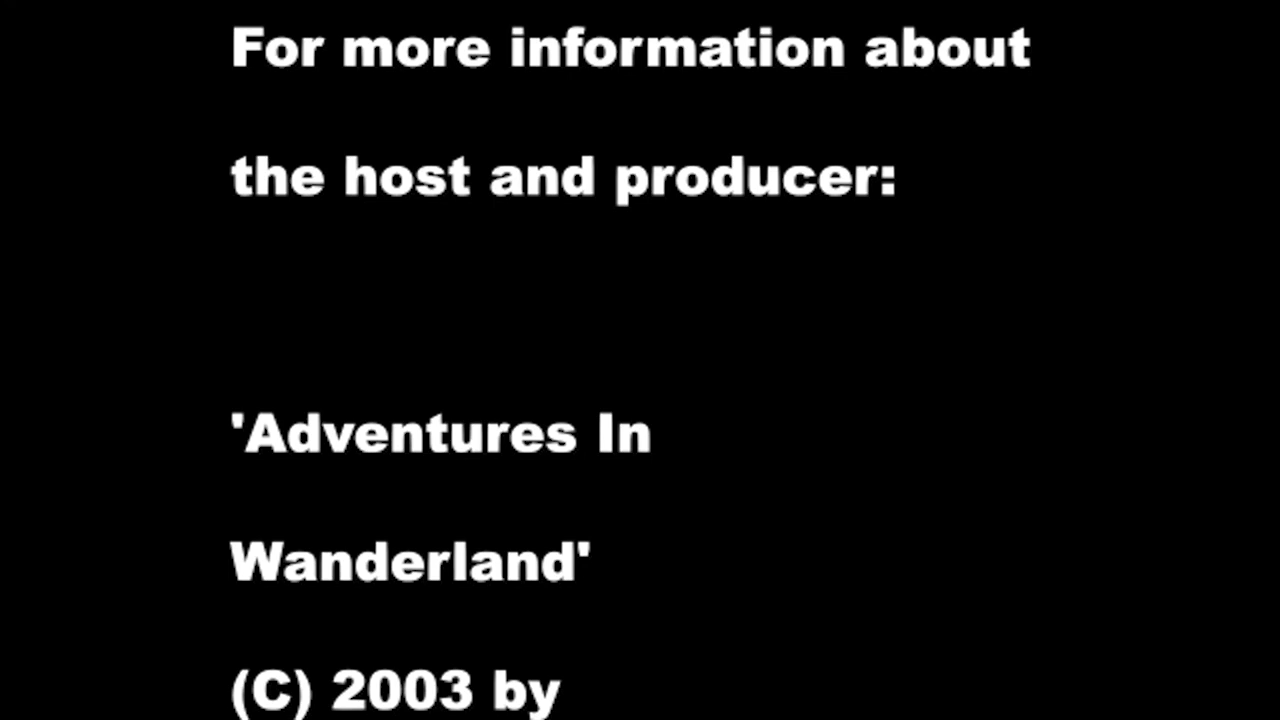 For more information about
the host and producer:
'Adventures In
Wanderland'
(C) 2003 by